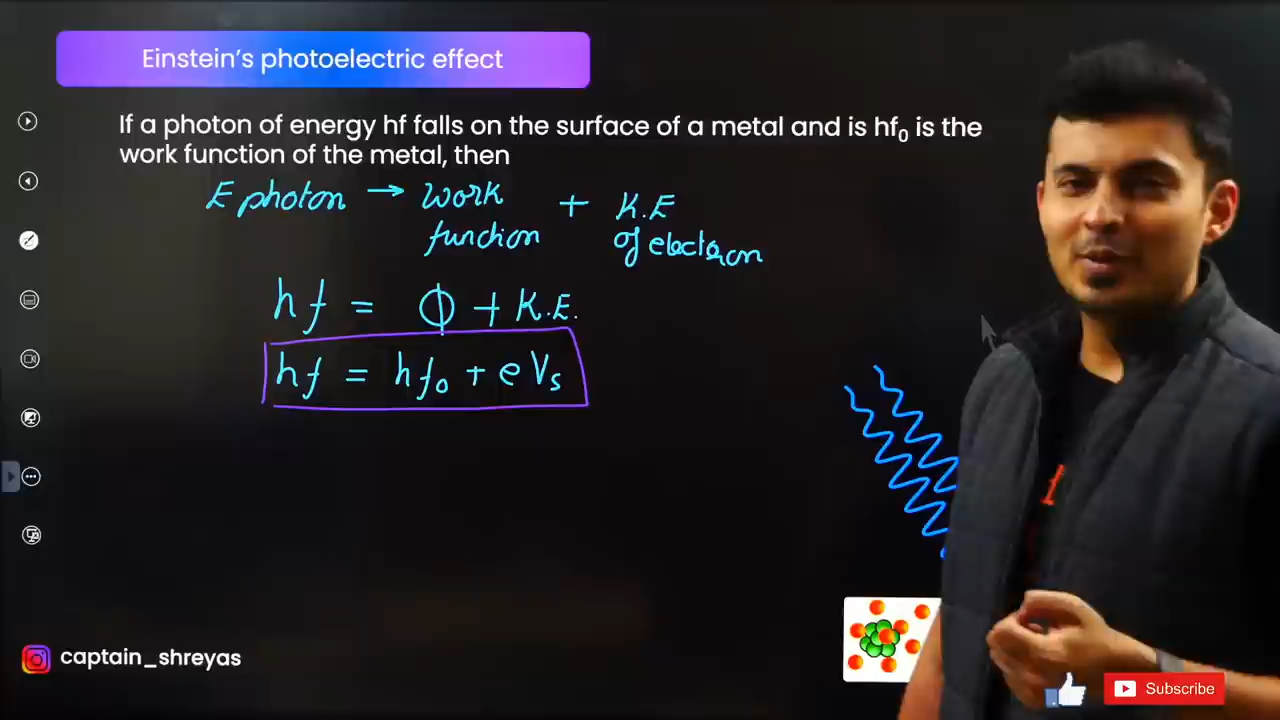 Einstein's photoelectric effect
If a photon of energy hf falls on the surface of a metal and is hf₀ is the
work function of the metal, then
E photon → work + K.E
function of electron
hf = ϕ + K.E.
hf = hf₀ + eVₛ
captain_shreyas
Subscribe